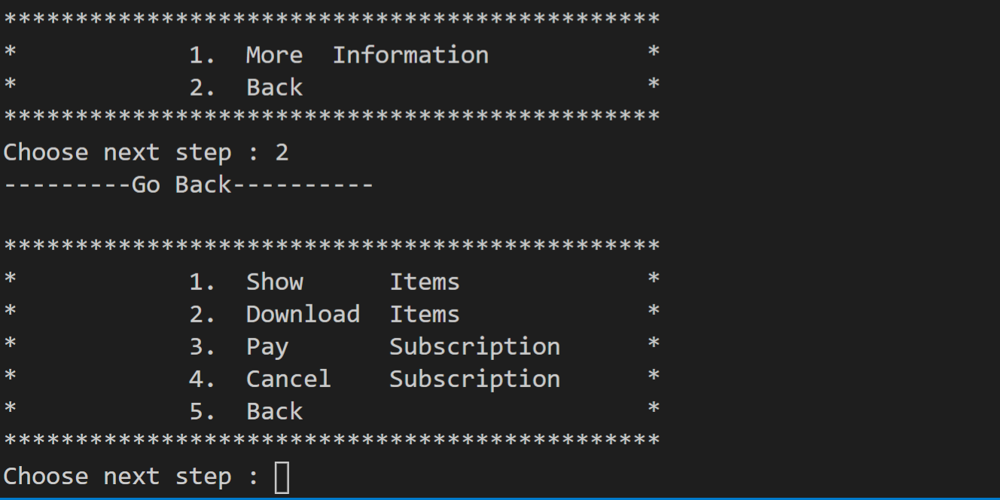 **********************************************
*            1.  More  Information           *
*            2.  Back                        *
**********************************************
Choose next step : 2
---------Go Back----------

**********************************************
*            1.  Show      Items             *
*            2.  Download  Items             *
*            3.  Pay       Subscription      *
*            4.  Cancel    Subscription      *
*            5.  Back                        *
**********************************************
Choose next step :